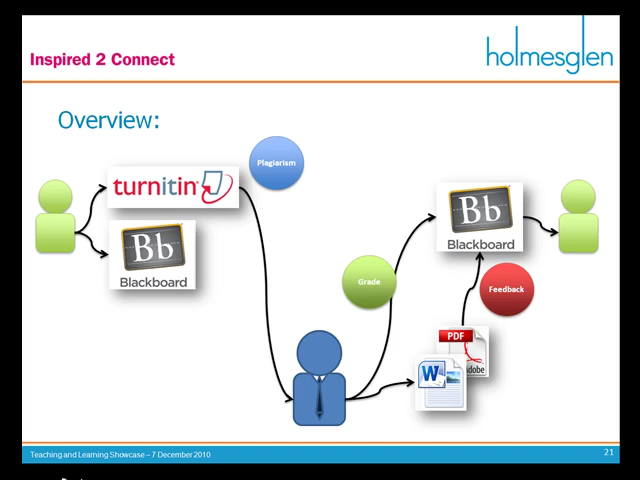 Inspired 2 Connect
holmesglen
Overview:
Plagiarism
turnitin
Bb
Blackboard
Bb
Blackboard
Grade
Feedback
PDF
Adobe
W
Teaching and Learning Showcase – 7 December 2010
21